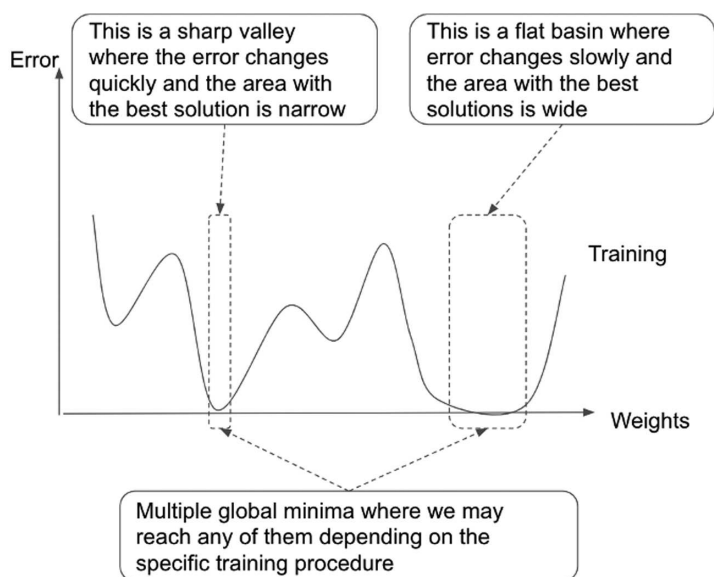 This is a sharp valley
where the error changes
quickly and the area with
the best solution is narrow
This is a flat basin where
error changes slowly and
the area with the best
solutions is wide
Error
Training
Weights
Multiple global minima where we may
reach any of them depending on the
specific training procedure